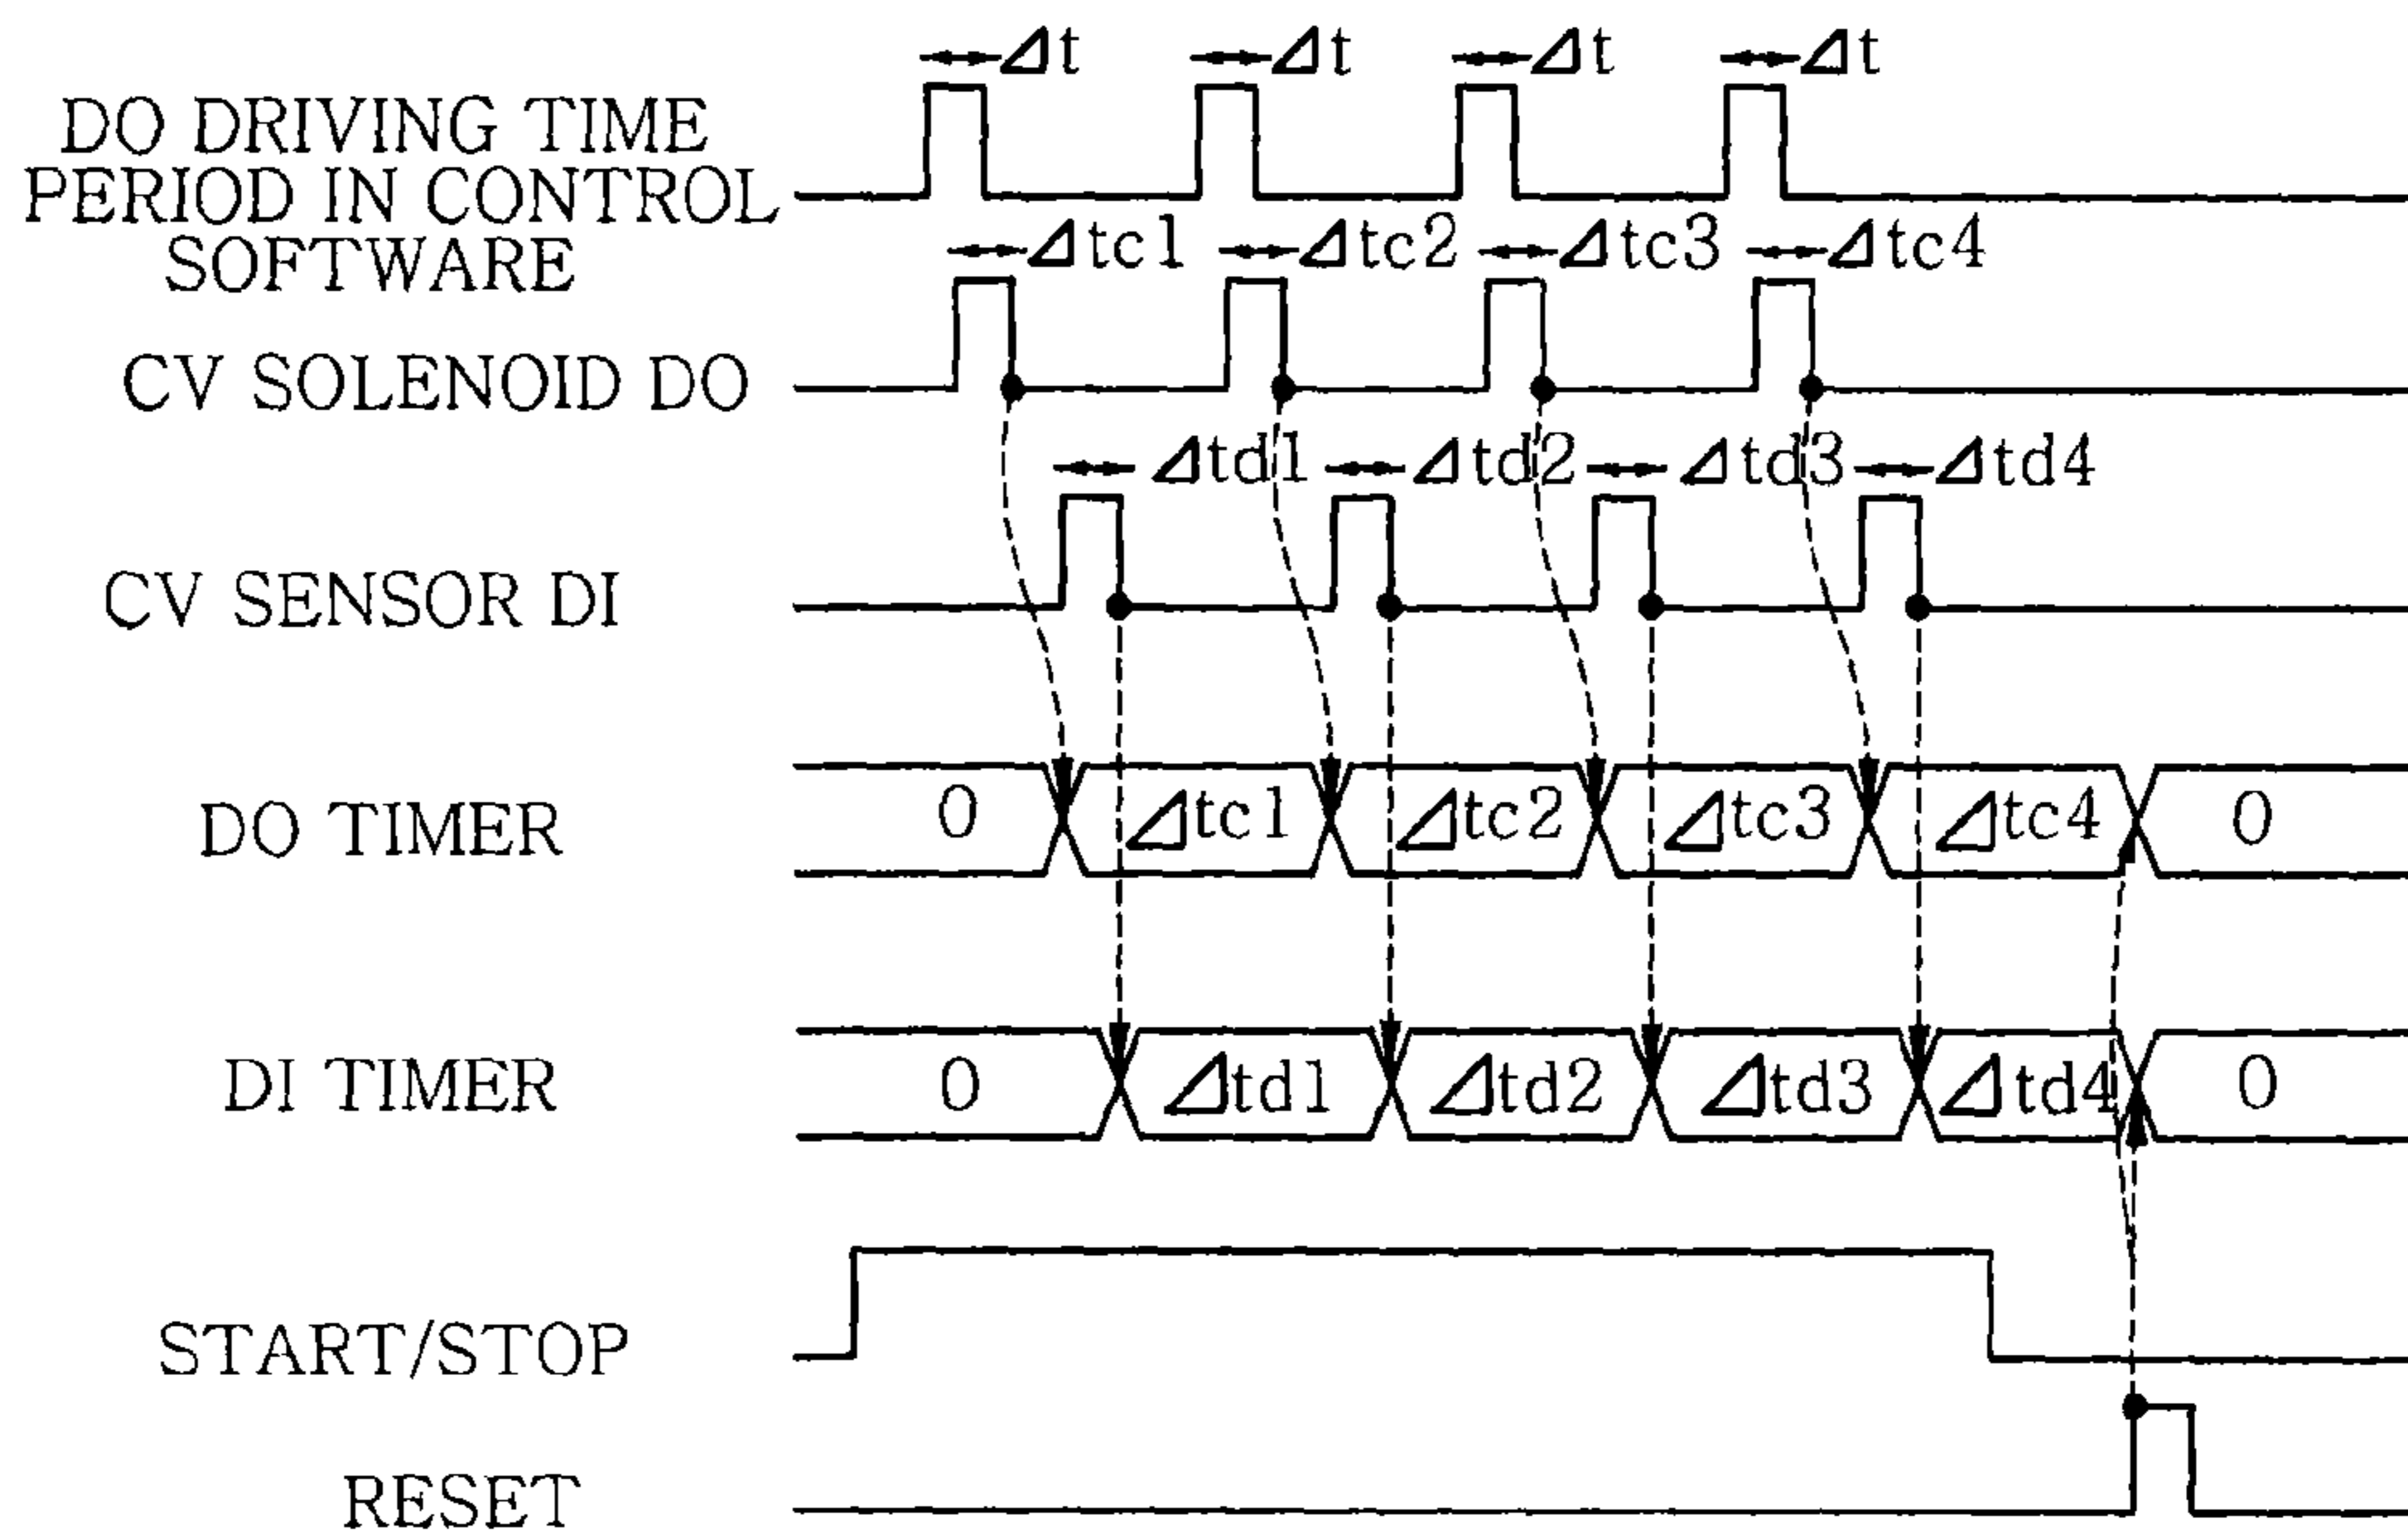 Δt Δt Δt Δt
DO DRIVING TIME
PERIOD IN CONTROL
SOFTWARE
Δtc1 Δtc2 Δtc3 Δtc4
CV SOLENOID DO
Δtd1 Δtd2 Δtd3 Δtd4
CV SENSOR DI
DO TIMER 0 Δtc1 Δtc2 Δtc3 Δtc4 0
DI TIMER 0 Δtd1 Δtd2 Δtd3 Δtd4 0
START/STOP
RESET